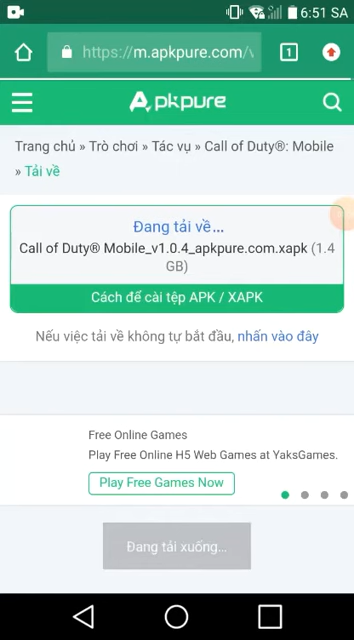 6:51 SA
https://m.apkpure.com/v
1
Apkpure
Trang chủ » Trò chơi » Tác vụ » Call of Duty®: Mobile
» Tải về
Đang tải về...
Call of Duty® Mobile_v1.0.4_apkpure.com.xapk (1.4
GB)
Cách để cài tệp APK / XAPK
Nếu việc tải về không tự bắt đầu, nhấn vào đây
Free Online Games
Play Free Online H5 Web Games at YaksGames.
Play Free Games Now
Đang tải xuống...